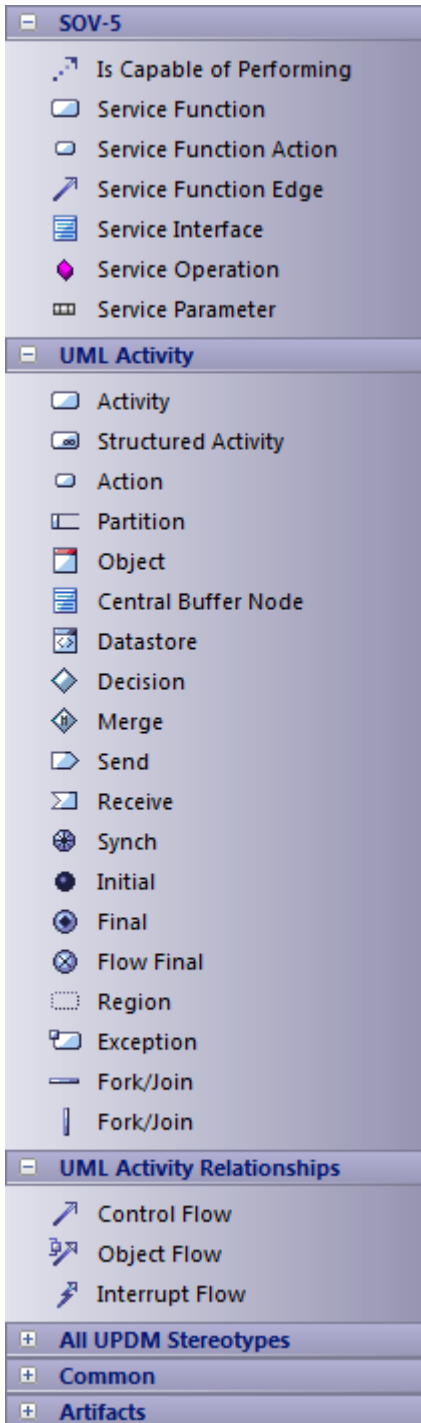 SOV-5
Is Capable of Performing
Service Function
Service Function Action
Service Function Edge
Service Interface
Service Operation
Service Parameter
UML Activity
Activity
Structured Activity
Action
Partition
Object
Central Buffer Node
Datastore
Decision
Merge
Send
Receive
Synch
Initial
Final
Flow Final
Region
Exception
Fork/Join
Fork/Join
UML Activity Relationships
Control Flow
Object Flow
Interrupt Flow
All UPDM Stereotypes
Common
Artifacts